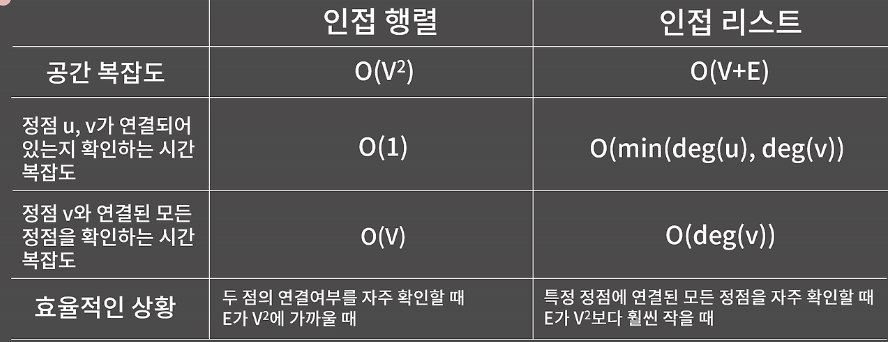 인접 행렬
인접 리스트
공간 복잡도
O(V²)
O(V+E)
정점 u, v가 연결되어
있는지 확인하는 시간
복잡도
O(1)
O(min(deg(u), deg(v))
정점 v와 연결된 모든
정점을 확인하는 시간
복잡도
O(V)
O(deg(v))
효율적인 상황
두 점의 연결여부를 자주 확인할 때
E가 V²에 가까울 때
특정 정점에 연결된 모든 정점을 자주 확인할 때
E가 V²보다 훨씬 작을 때